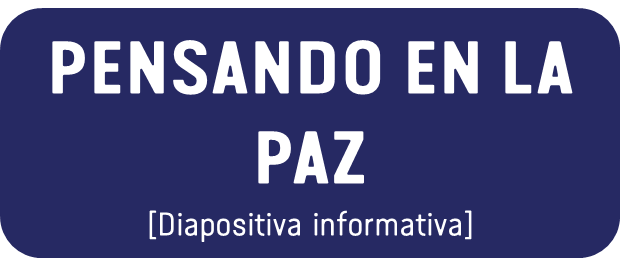 PENSANDO EN LA
PAZ
[Diapositiva informativa]